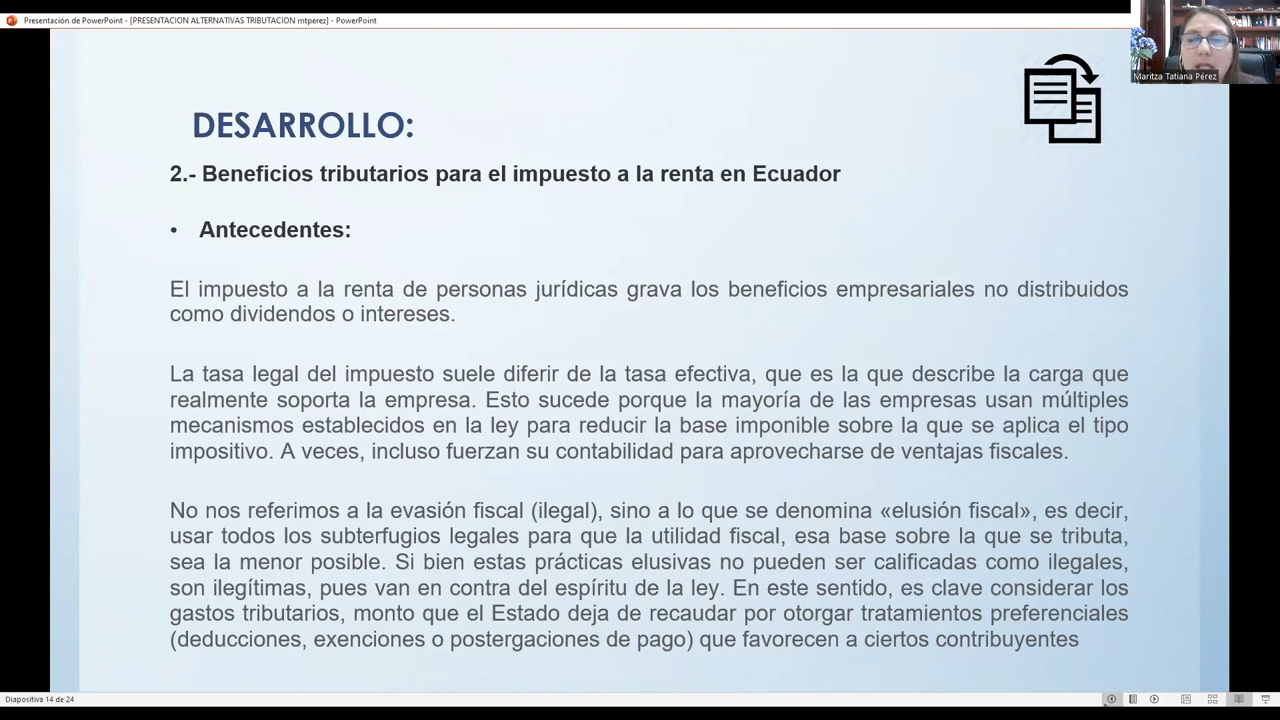 Presentación de PowerPoint - [PRESENTACION ALTERNATIVAS TRIBUTACION mtperez] - PowerPoint
Maritza Tatiana Pérez
DESARROLLO:
2.- Beneficios tributarios para el impuesto a la renta en Ecuador
• Antecedentes:
El impuesto a la renta de personas jurídicas grava los beneficios empresariales no distribuidos
como dividendos o intereses.
La tasa legal del impuesto suele diferir de la tasa efectiva, que es la que describe la carga que
realmente soporta la empresa. Esto sucede porque la mayoría de las empresas usan múltiples
mecanismos establecidos en la ley para reducir la base imponible sobre la que se aplica el tipo
impositivo. A veces, incluso fuerzan su contabilidad para aprovecharse de ventajas fiscales.
No nos referimos a la evasión fiscal (ilegal), sino a lo que se denomina «elusión fiscal», es decir,
usar todos los subterfugios legales para que la utilidad fiscal, esa base sobre la que se tributa,
sea la menor posible. Si bien estas prácticas elusivas no pueden ser calificadas como ilegales,
son ilegítimas, pues van en contra del espíritu de la ley. En este sentido, es clave considerar los
gastos tributarios, monto que el Estado deja de recaudar por otorgar tratamientos preferenciales
(deducciones, exenciones o postergaciones de pago) que favorecen a ciertos contribuyentes
Diapositiva 14 de 24